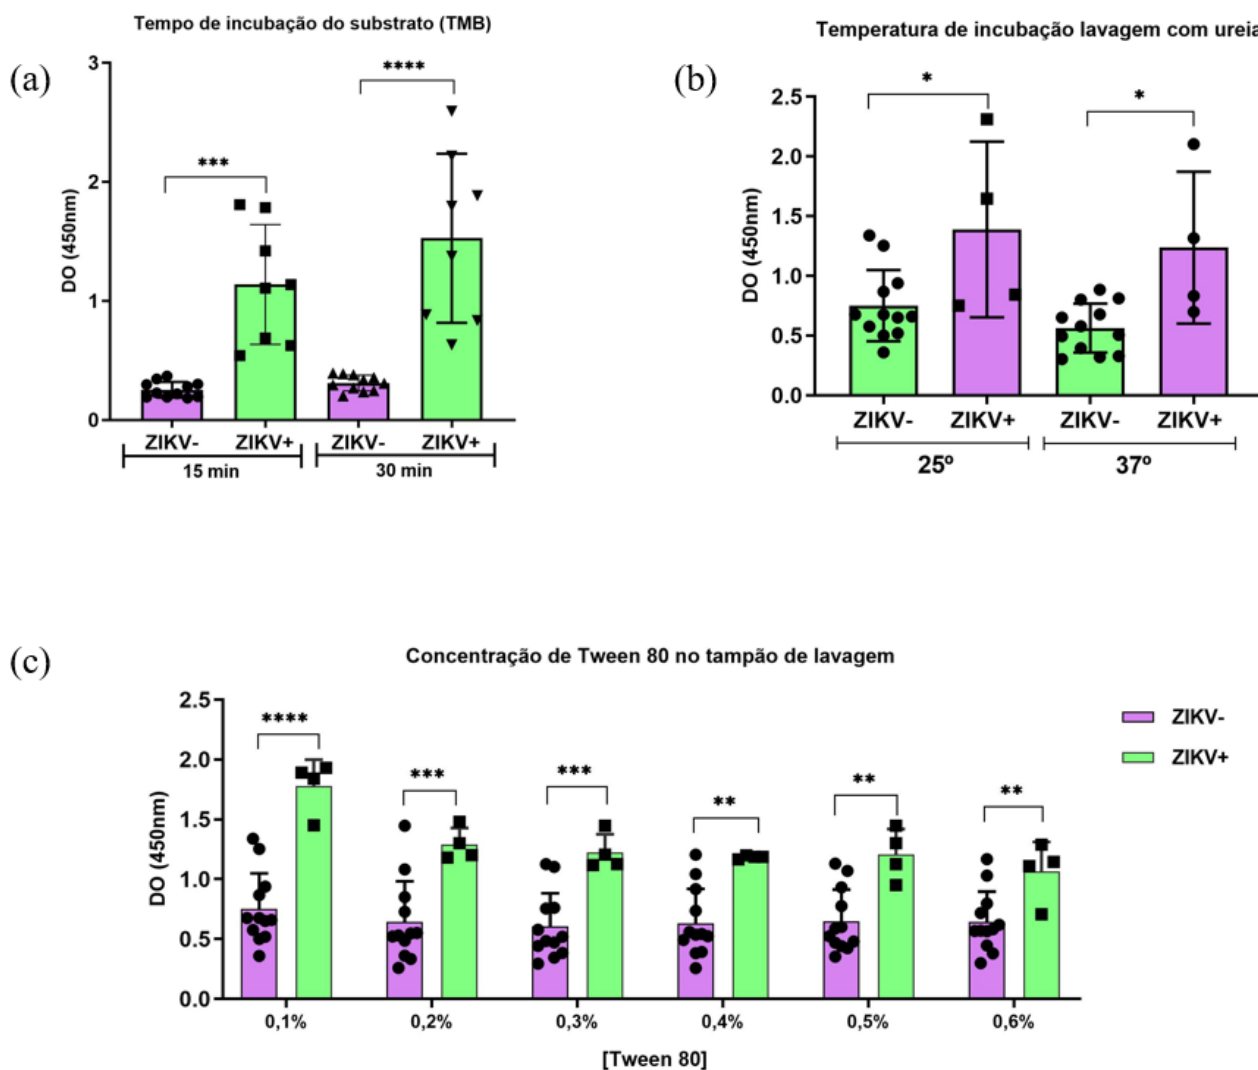 Tempo de incubação do substrato (TMB)
(a)
3
2
1
0
DO (450nm)
***
****
ZIKV- ZIKV+ ZIKV- ZIKV+
15 min 30 min
Temperatura de incubação lavagem com ureia
(b)
2.5
2.0
1.5
1.0
0.5
0.0
DO (450nm)
*
*
ZIKV- ZIKV+ ZIKV- ZIKV+
25º 37º
(c)
Concentração de Tween 80 no tampão de lavagem
2.5
2.0
1.5
1.0
0.5
0.0
DO (450nm)
**** *** *** ** ** **
ZIKV-
ZIKV+
0,1% 0,2% 0,3% 0,4% 0,5% 0,6%
[Tween 80]